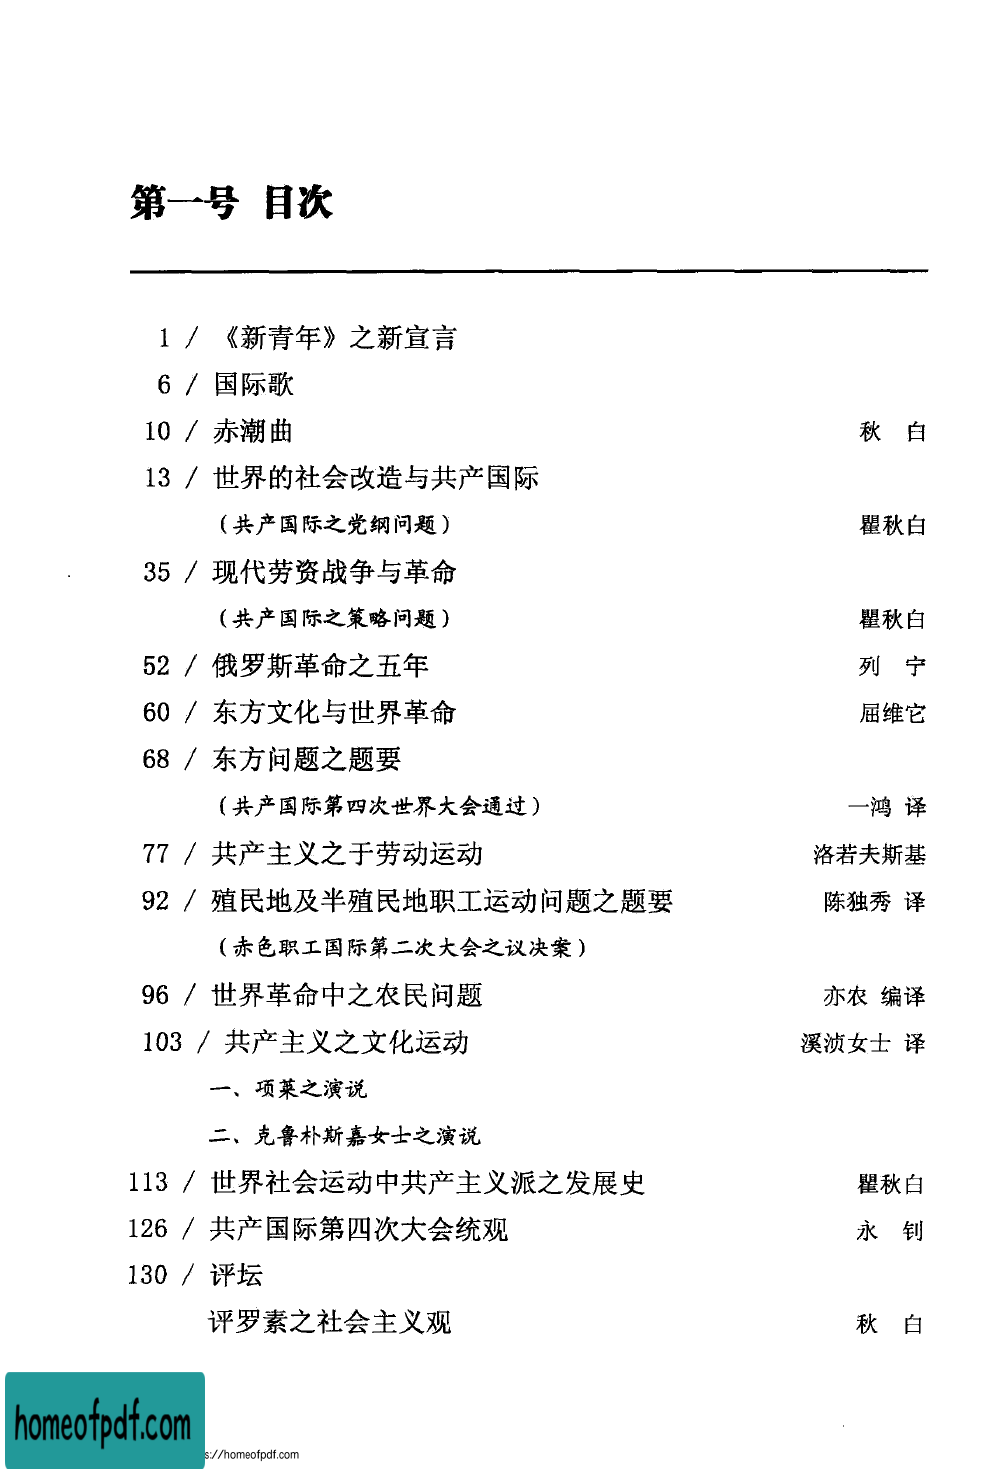 第一号 目次
1 / 《新青年》之新宣言
6 / 国际歌
10 / 赤潮曲 秋 白
13 / 世界的社会改造与共产国际
（共产国际之党纲问题） 瞿秋白
35 / 现代劳资战争与革命
（共产国际之策略问题） 瞿秋白
52 / 俄罗斯革命之五年 列 宁
60 / 东方文化与世界革命 屈维它
68 / 东方问题之题要
（共产国际第四次世界大会通过） 一鸿 译
77 / 共产主义之于劳动运动 洛若夫斯基
92 / 殖民地及半殖民地职工运动问题之题要 陈独秀 译
（赤色职工国际第二次大会之议决案）
96 / 世界革命中之农民问题 亦农 编译
103 / 共产主义之文化运动 溪浈女士 译
一、项莱之演说
二、克鲁朴斯嘉女士之演说
113 / 世界社会运动中共产主义派之发展史 瞿秋白
126 / 共产国际第四次大会统观 永 钊
130 / 评坛
评罗素之社会主义观 秋 白
homeofpdf.com
s://homeofpdf.com